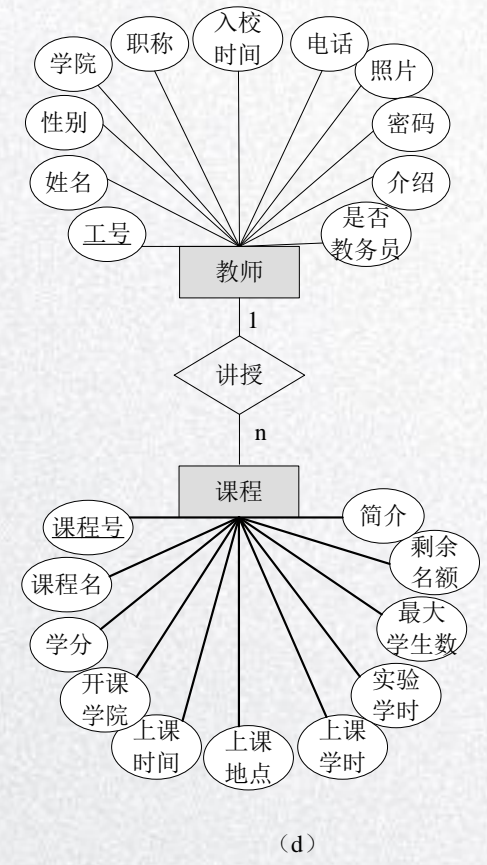 入校
时间
职称
电话
学院
照片
性别
密码
姓名
介绍
工号
是否
教务员
教师
1
讲授
n
课程
课程号
简介
课程名
剩余
名额
学分
最大
学生数
开课
学院
实验
学时
上课
时间
上课
地点
上课
学时
（d）